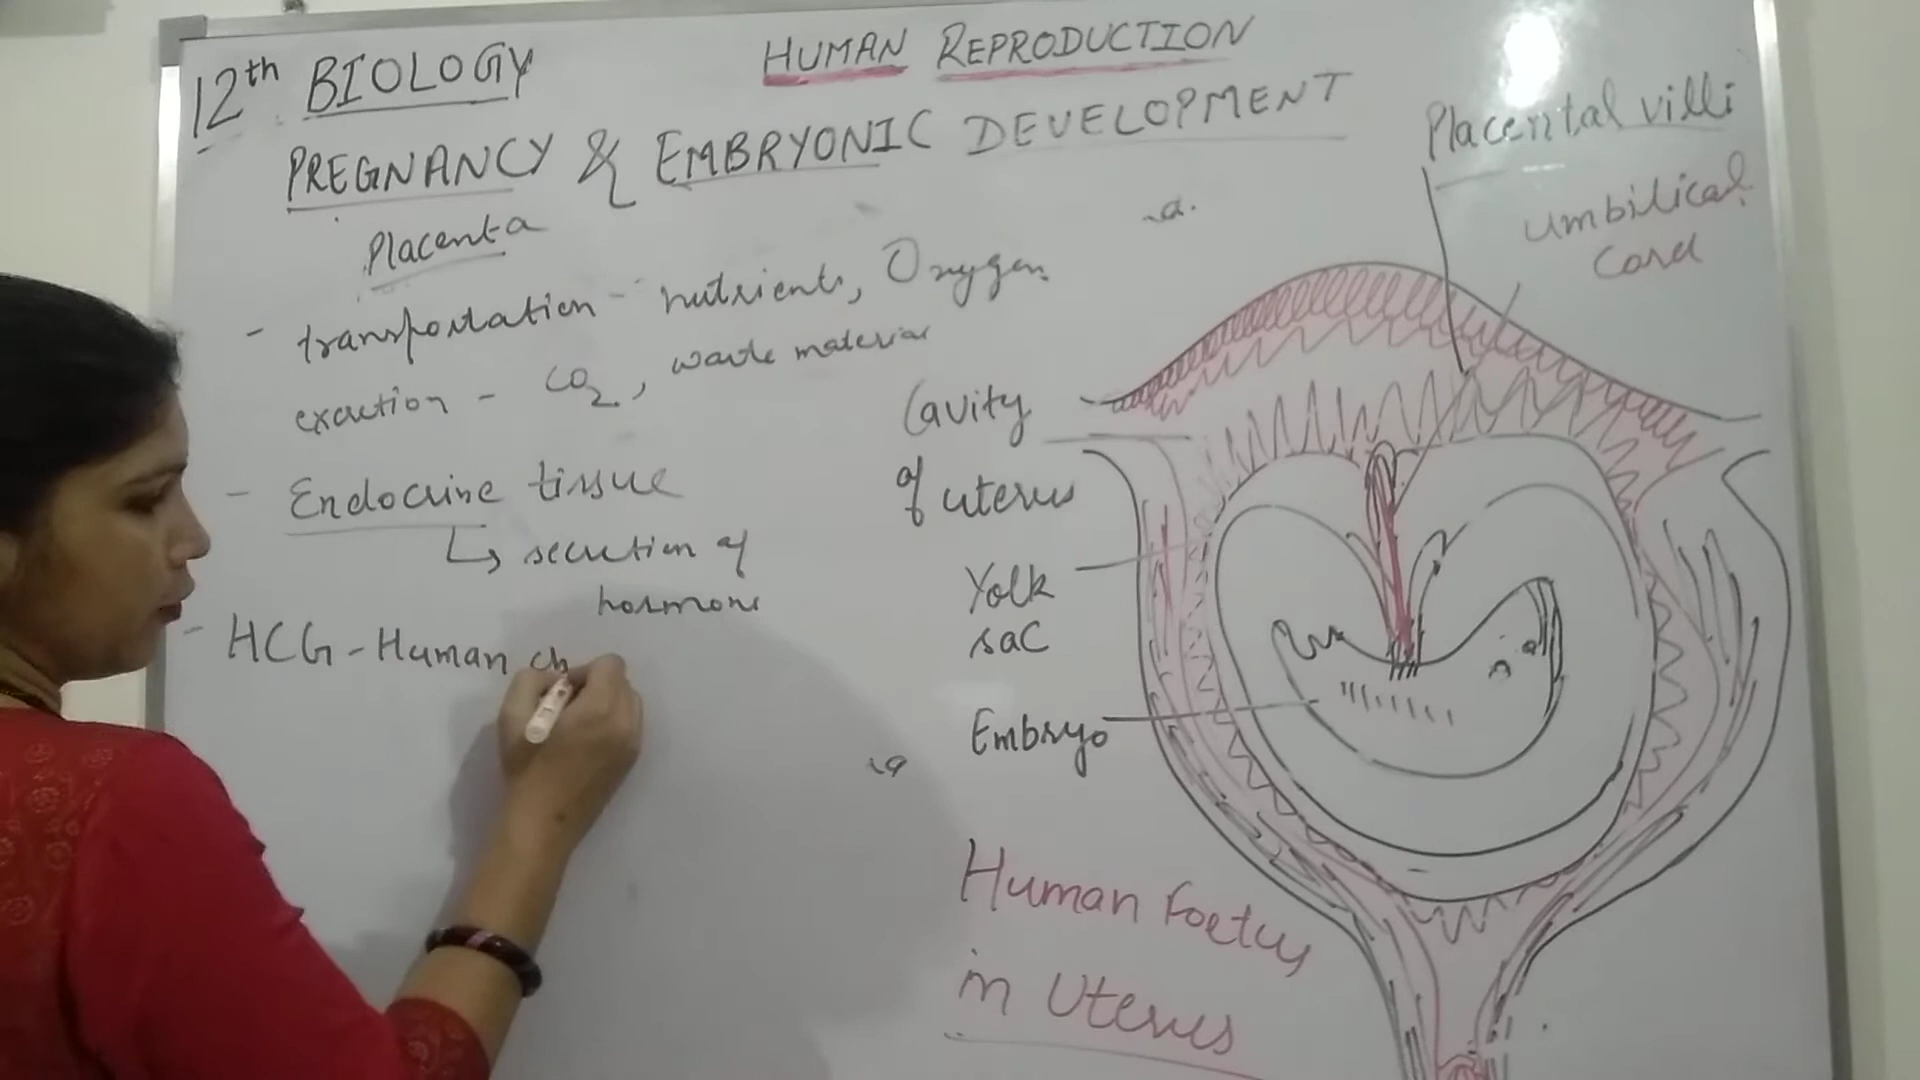 12th BIOLOGY
HUMAN REPRODUCTION
PREGNANCY & EMBRYONIC DEVELOPMENT
Placenta
- transportation - nutrients, Oxygen
excretion - CO2, waste material
- Endocrine tissue
↳ secretion of
hormone
- HCG - Human ch
Placental villi
Umbilical
Cord
Cavity
of uterus
Yolk
sac
Embryo
Human Foetus
in Uterus